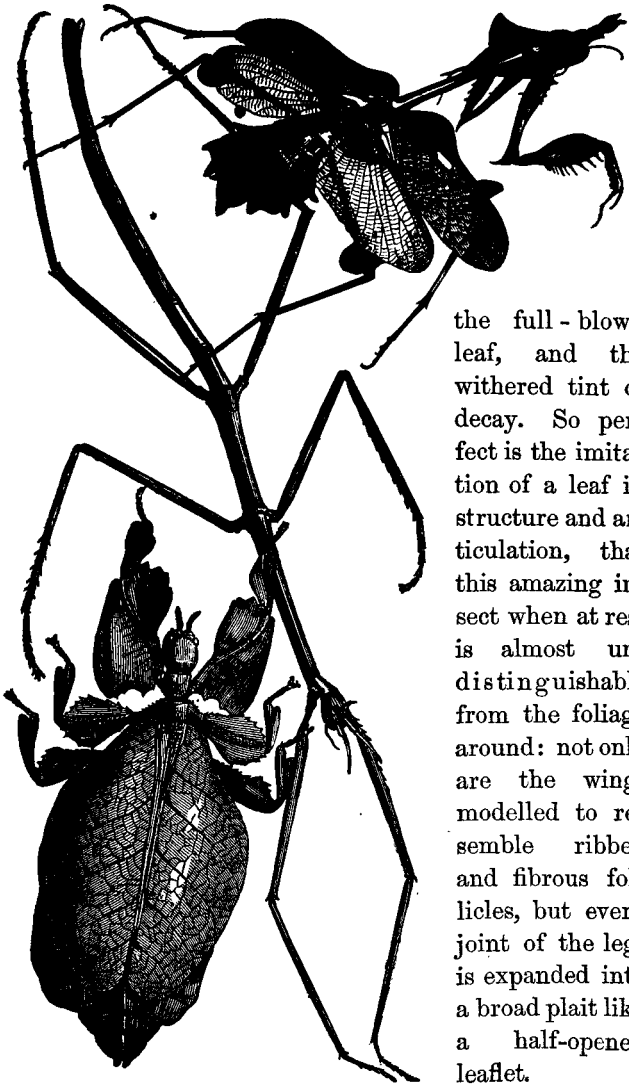 the full - blow
leaf, and th
withered tint o
decay. So per
fect is the imita
tion of a leaf i
structure and ar
ticulation, tha
this amazing in
sect when at res
is almost un
distinguishabl
from the foliag
around: not onl
are the wing
modelled to re
semble ribbe
and fibrous fol
licles, but ever
joint of the leg
is expanded int
a broad plait lik
a half-opene
leaflet.